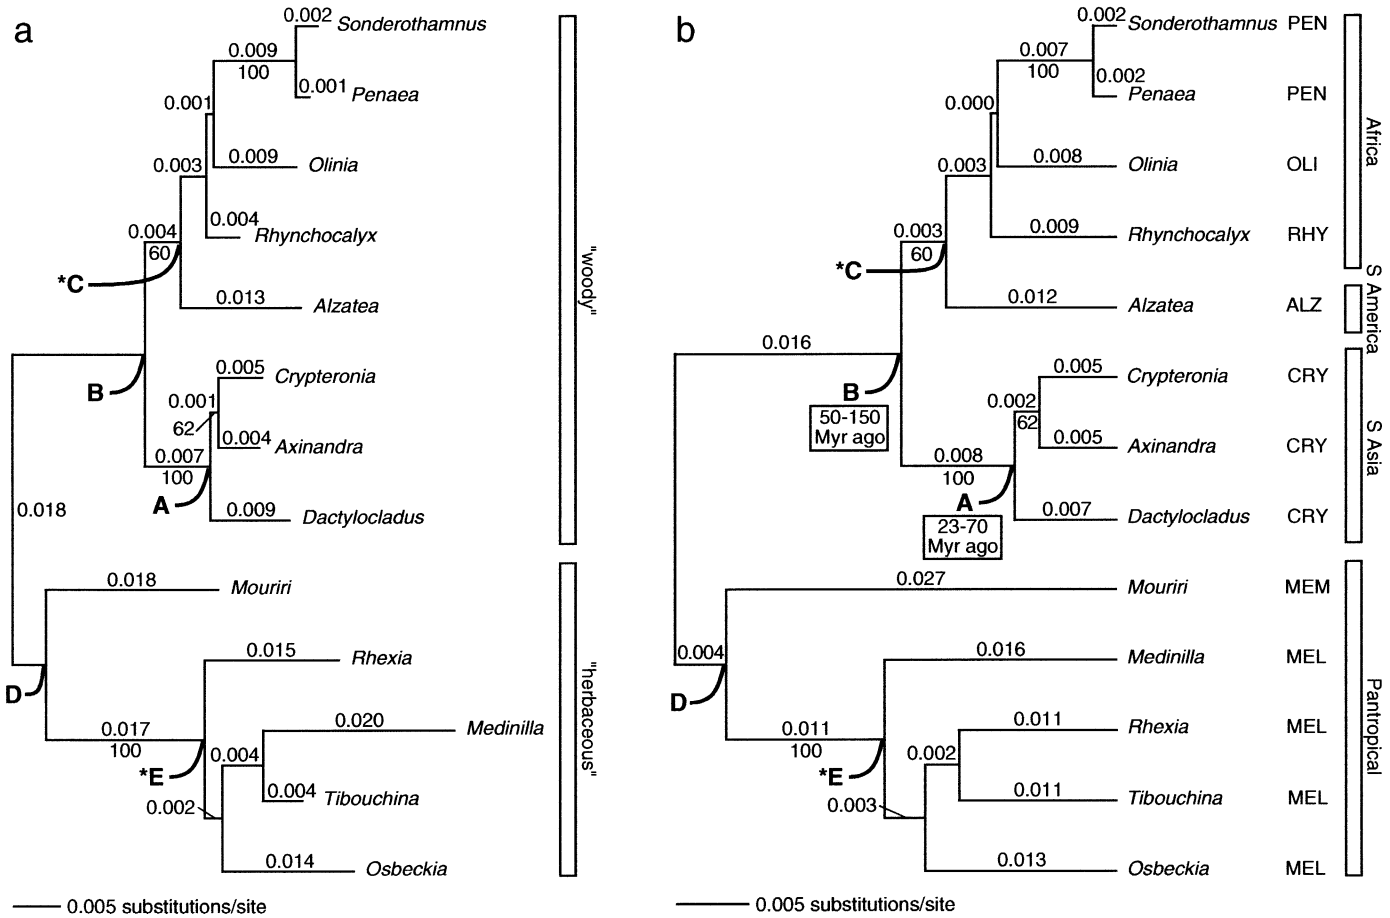 a
0.002 Sonderothamnus
0.009
100
0.001 Penaea
0.001
0.009 Olinia
0.003
0.004 Rhynchocalyx
0.004
60
*C
0.013 Alzatea
B
0.005 Crypteronia
0.001
62
0.004 Axinandra
0.007
100
A
0.009 Dactylocladus
0.018
0.018 Mouriri
D
0.015 Rhexia
0.017
100
*E
0.020 Medinilla
0.004
0.004 Tibouchina
0.002
0.014 Osbeckia
"woody"
"herbaceous"
0.005 substitutions/site
b
0.002 Sonderothamnus PEN
0.007
100
0.002 Penaea PEN
0.000
0.008 Olinia OLI
0.003
0.009 Rhynchocalyx RHY
0.003
60
*C
0.012 Alzatea ALZ
0.016
B
50-150
Myr ago
0.005 Crypteronia CRY
0.002
62
0.005 Axinandra CRY
0.008
100
A
23-70
Myr ago
0.007 Dactylocladus CRY
0.027 Mouriri MEM
0.004
D
0.016 Medinilla MEL
0.011
100
*E
0.011 Rhexia MEL
0.002
0.011 Tibouchina MEL
0.003
0.013 Osbeckia MEL
Africa
S America
S Asia
Pantropical
0.005 substitutions/site